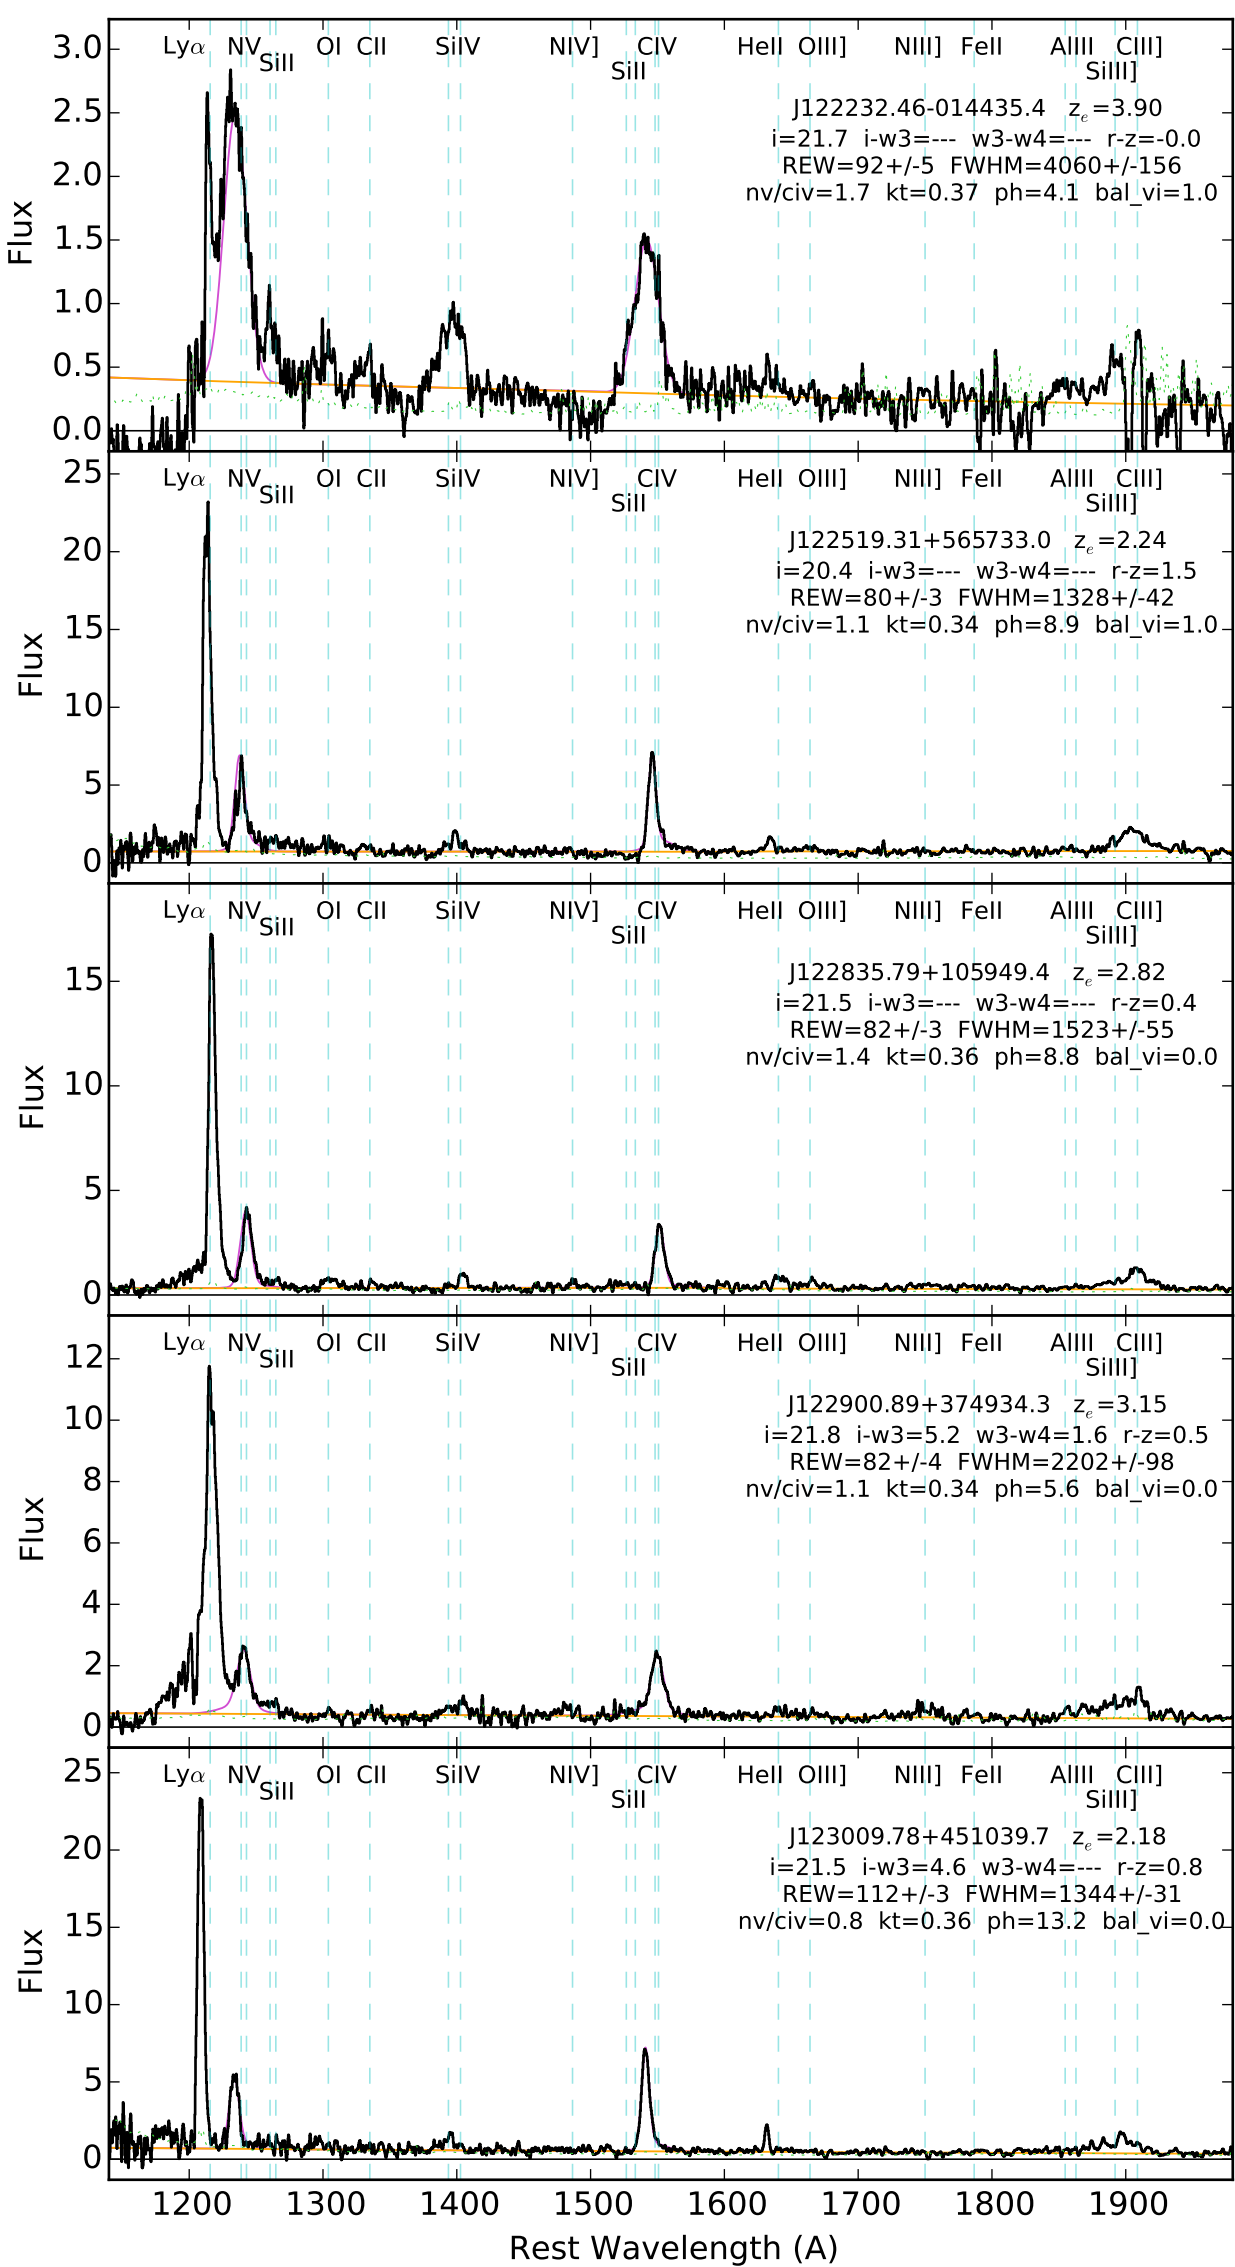 Lyα NV SiII OI CII SiIV NIV] SiII CIV HeII OIII] NIII] FeII AlIII SiIII] CIII]
J122232.46-014435.4 z_e=3.90
i=21.7 i-w3=--- w3-w4=--- r-z=-0.0
REW=92+/-5 FWHM=4060+/-156
nv/civ=1.7 kt=0.37 ph=4.1 bal_vi=1.0
3.0
2.5
2.0
1.5
1.0
0.5
0.0
Flux
Lyα NV SiII OI CII SiIV NIV] SiII CIV HeII OIII] NIII] FeII AlIII SiIII] CIII]
J122519.31+565733.0 z_e=2.24
i=20.4 i-w3=--- w3-w4=--- r-z=1.5
REW=80+/-3 FWHM=1328+/-42
nv/civ=1.1 kt=0.34 ph=8.9 bal_vi=1.0
25
20
15
10
5
0
Flux
Lyα NV SiII OI CII SiIV NIV] SiII CIV HeII OIII] NIII] FeII AlIII SiIII] CIII]
J122835.79+105949.4 z_e=2.82
i=21.5 i-w3=--- w3-w4=--- r-z=0.4
REW=82+/-3 FWHM=1523+/-55
nv/civ=1.4 kt=0.36 ph=8.8 bal_vi=0.0
15
10
5
0
Flux
Lyα NV SiII OI CII SiIV NIV] SiII CIV HeII OIII] NIII] FeII AlIII SiIII] CIII]
J122900.89+374934.3 z_e=3.15
i=21.8 i-w3=5.2 w3-w4=1.6 r-z=0.5
REW=82+/-4 FWHM=2202+/-98
nv/civ=1.1 kt=0.34 ph=5.6 bal_vi=0.0
12
10
8
6
4
2
0
Flux
Lyα NV SiII OI CII SiIV NIV] SiII CIV HeII OIII] NIII] FeII AlIII SiIII] CIII]
J123009.78+451039.7 z_e=2.18
i=21.5 i-w3=4.6 w3-w4=--- r-z=0.8
REW=112+/-3 FWHM=1344+/-31
nv/civ=0.8 kt=0.36 ph=13.2 bal_vi=0.0
25
20
15
10
5
0
Flux
1200 1300 1400 1500 1600 1700 1800 1900
Rest Wavelength (A)